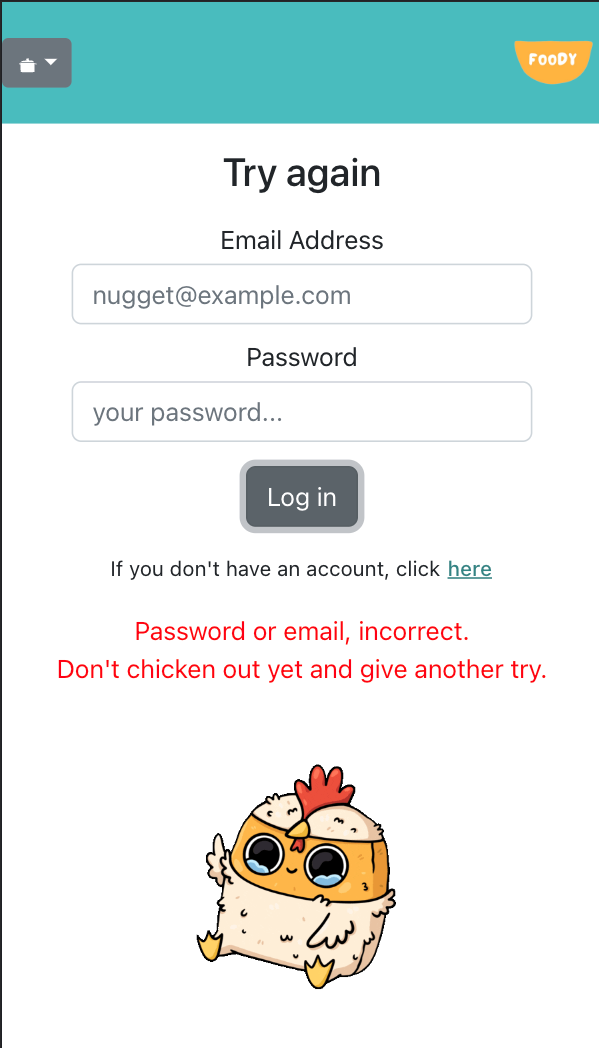 FOODY
Try again
Email Address
nugget@example.com
Password
your password...
Log in
If you don't have an account, click here
Password or email, incorrect.
Don't chicken out yet and give another try.